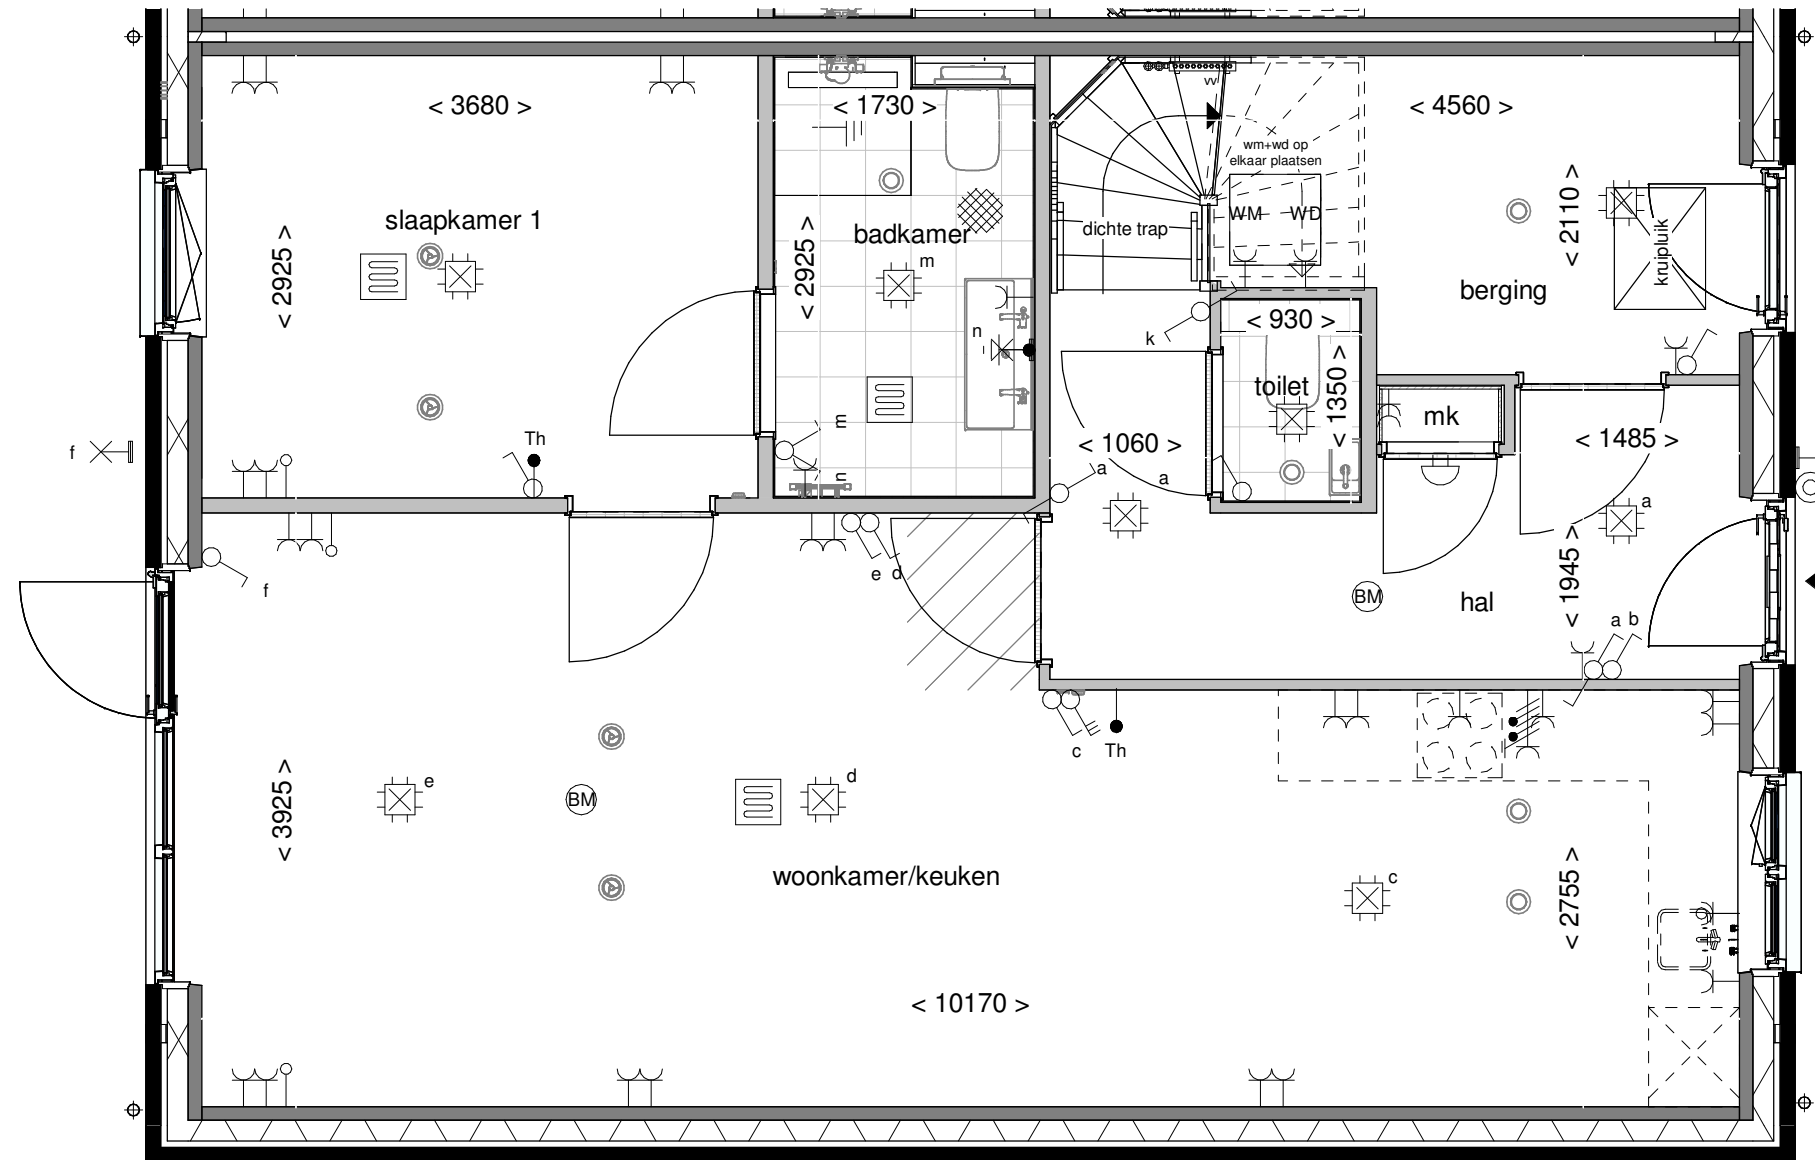 < 3680 >
< 1730 >
vv
< 4560 >
wm+wd op
elkaar plaatsen
slaapkamer 1
< 2925 >
badkamer
< 2925 >
m
dichte trap
WM
WD
< 2110 >
kruipluik
berging
n
k
< 930 >
toilet
< 1350 >
mk
< 1485 >
f
Th
m
n
< 1060 >
a
a
a
f
e
d
BM
hal
< 1945 >
a
b
c
Th
< 3925 >
e
BM
d
woonkamer/keuken
c
< 2755 >
< 10170 >